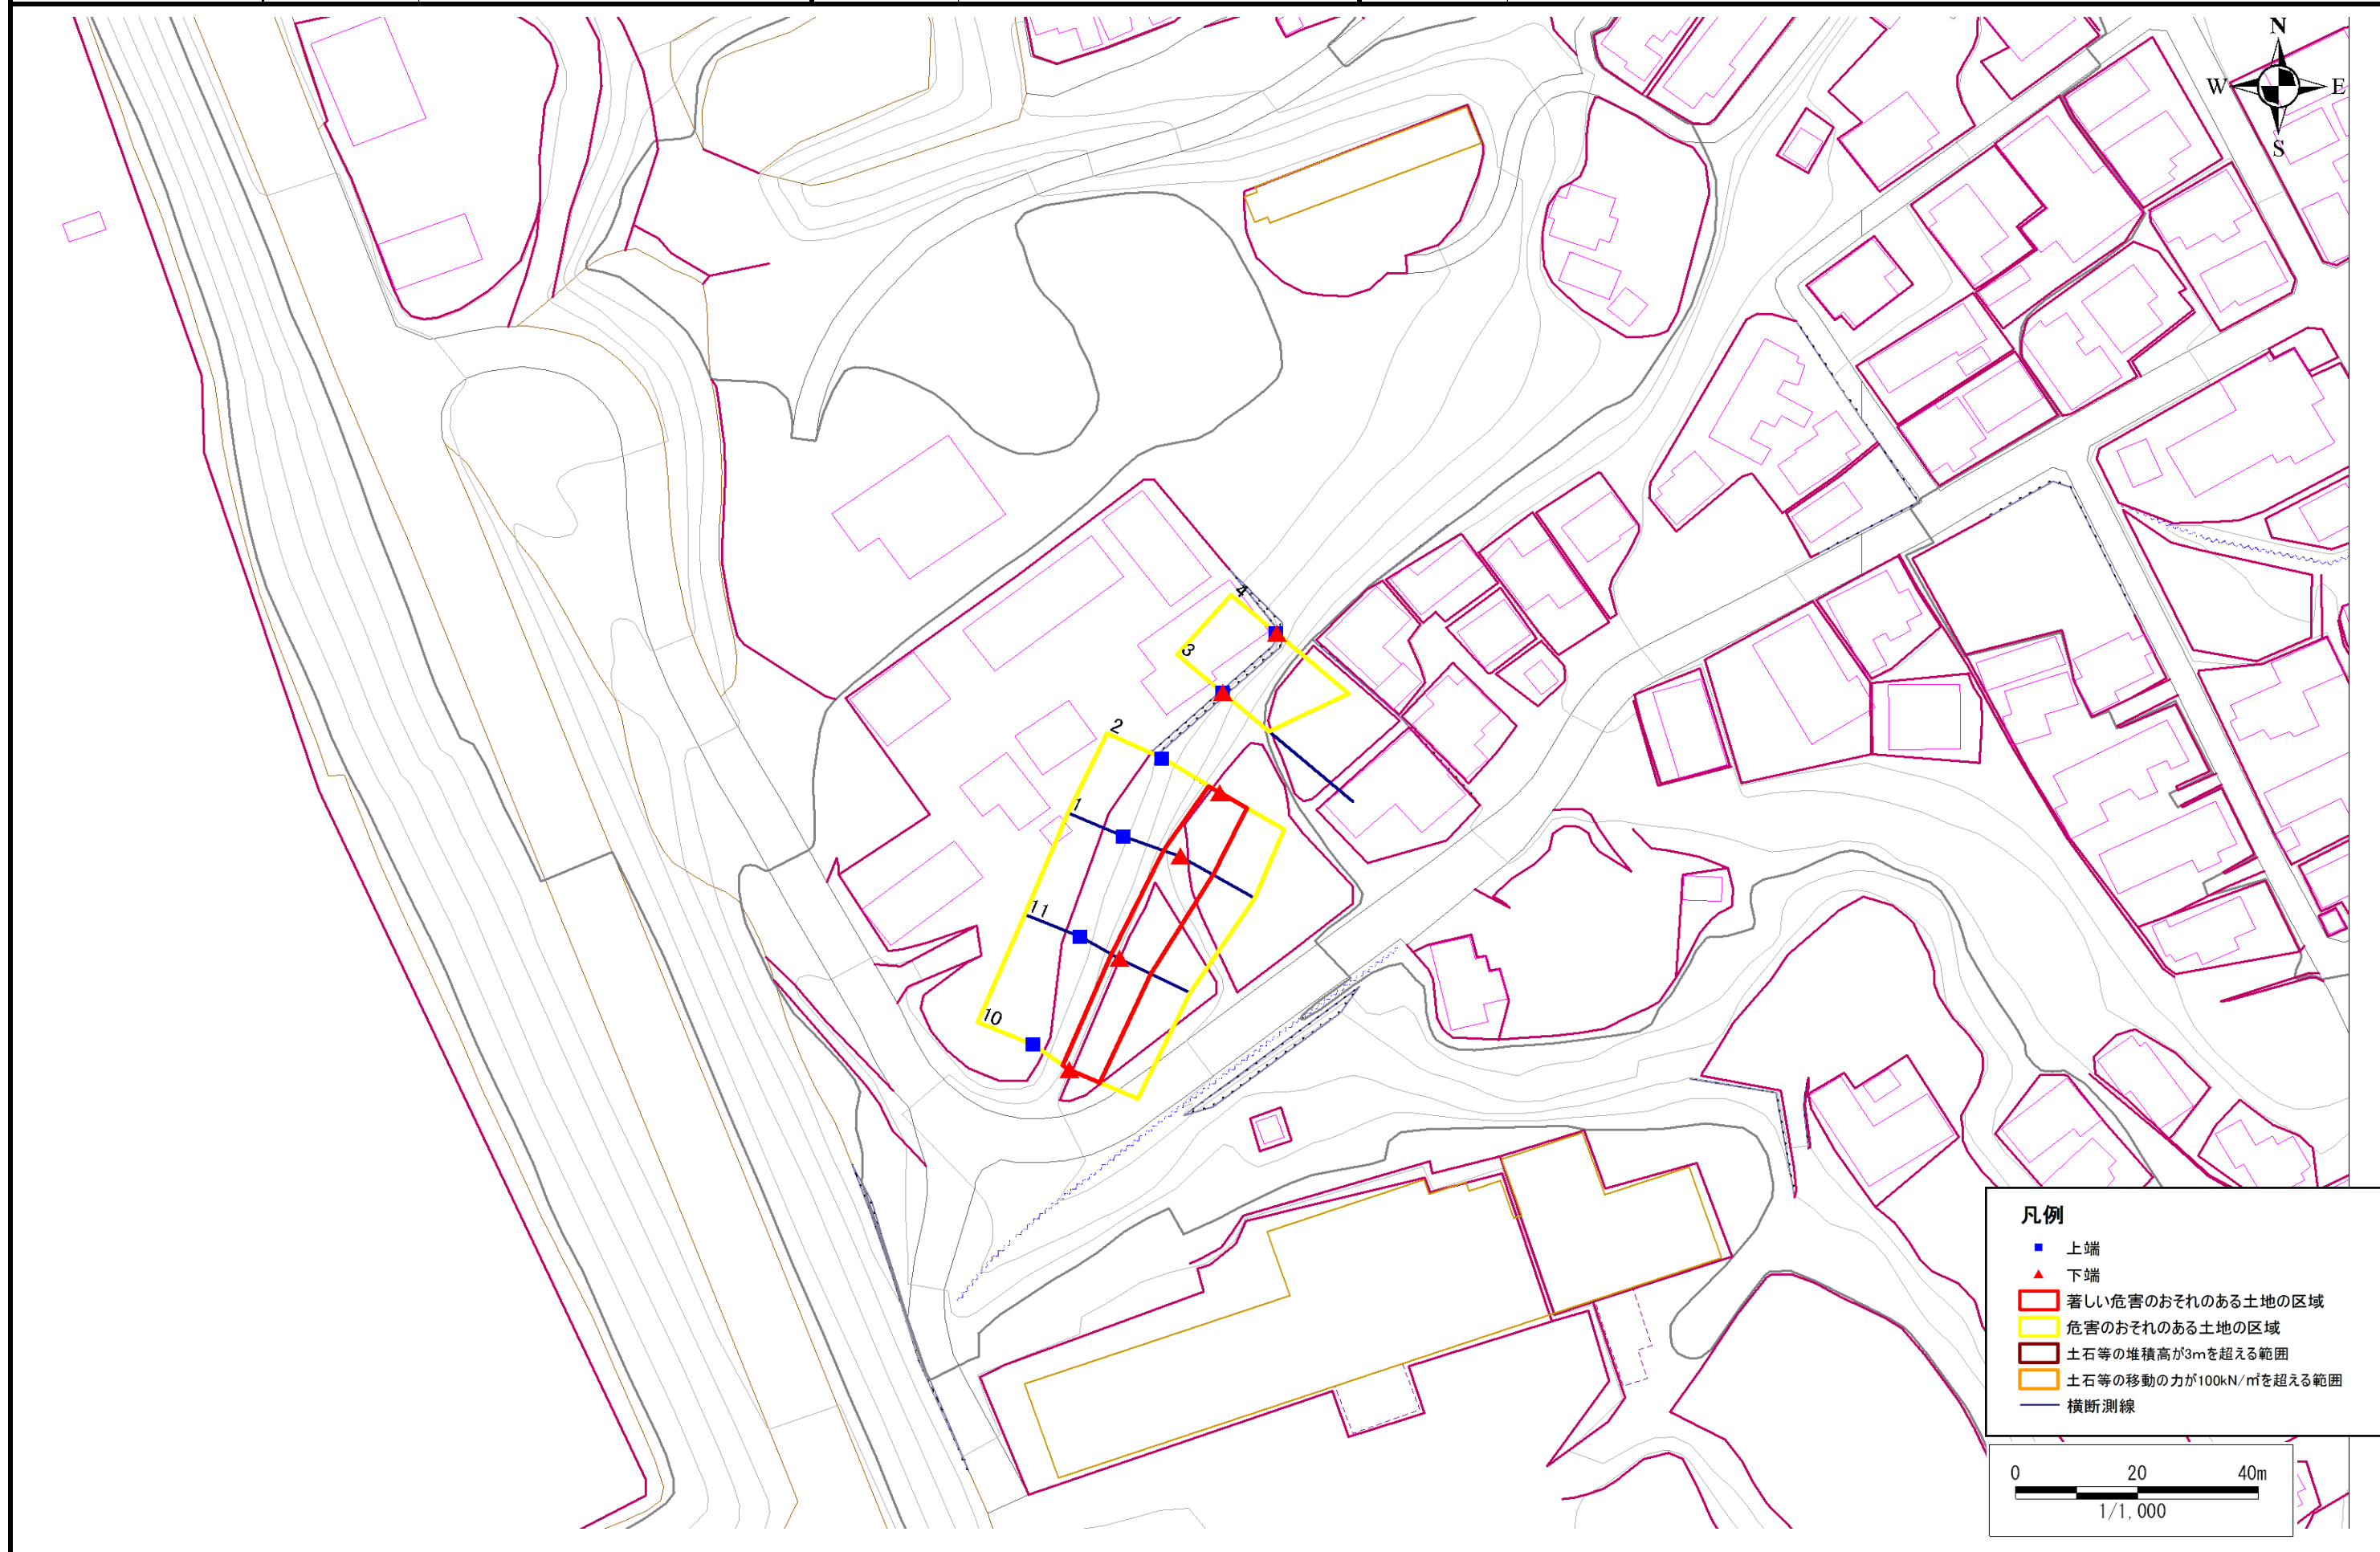 N
W E
S
4
3
2
1
11
10
凡例
上端
下端
著しい危害のおそれのある土地の区域
危害のおそれのある土地の区域
土石等の堆積高が3mを超える範囲
土石等の移動の力が100kN/㎡を超える範囲
横断測線
0 20 40m
1/1,000